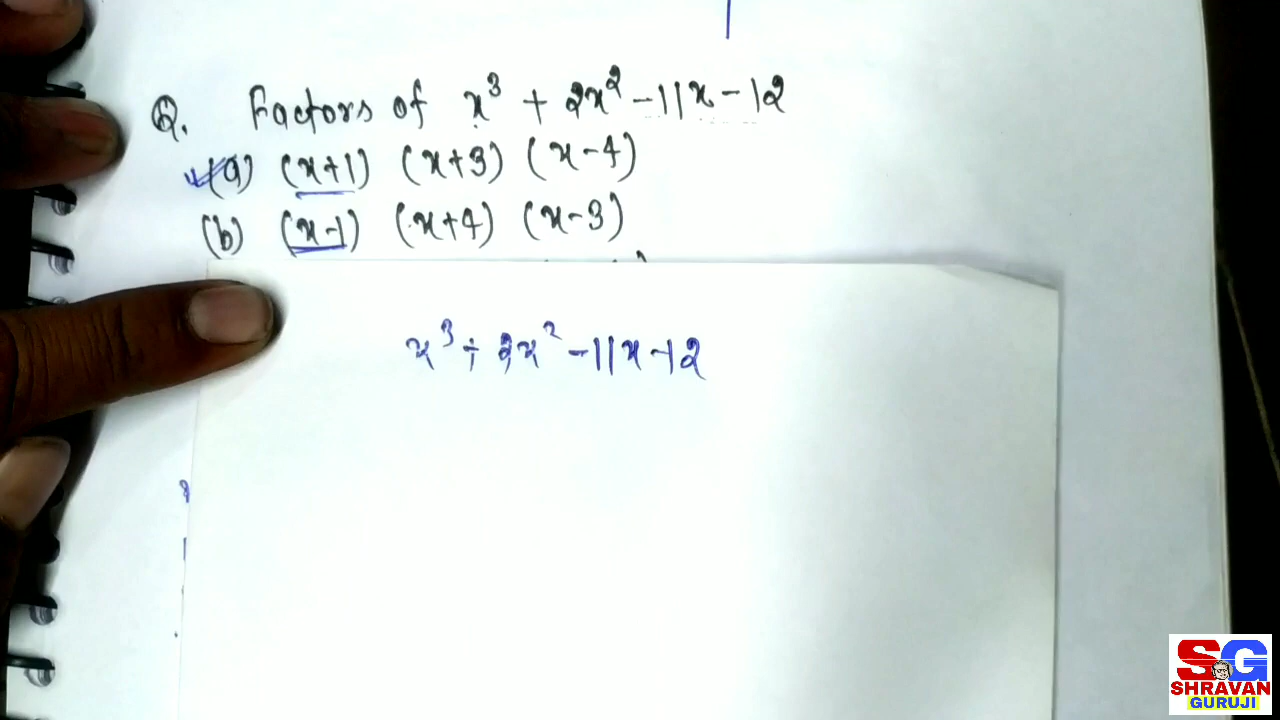 Q. Factors of x³ + 2x² - 11x - 12
(a) (x+1) (x+3) (x-4)
(b) (x-1) (x+4) (x-3)
x³ + 2x² - 11x - 12
SG
SHRAVAN
GURUJI